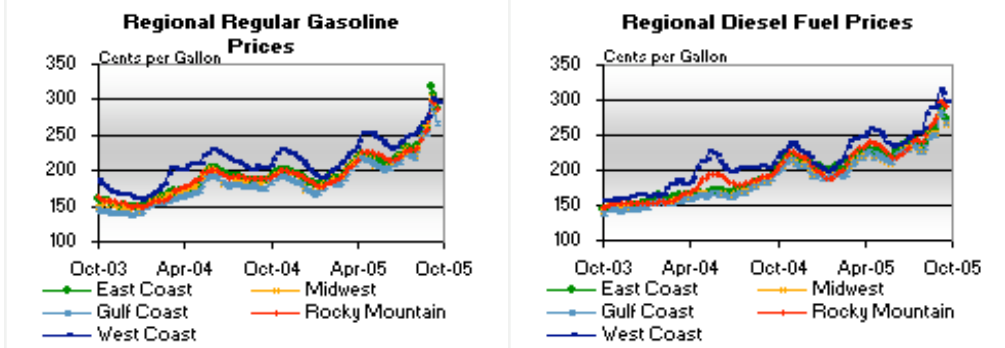 Regional Regular Gasoline
Prices
Cents per Gallon
350
300
250
200
150
100
Oct-03 Apr-04 Oct-04 Apr-05 Oct-05
East Coast Midwest
Gulf Coast Rocky Mountain
West Coast
Regional Diesel Fuel Prices
Cents per Gallon
350
300
250
200
150
100
Oct-03 Apr-04 Oct-04 Apr-05 Oct-05
East Coast Midwest
Gulf Coast Rocky Mountain
West Coast